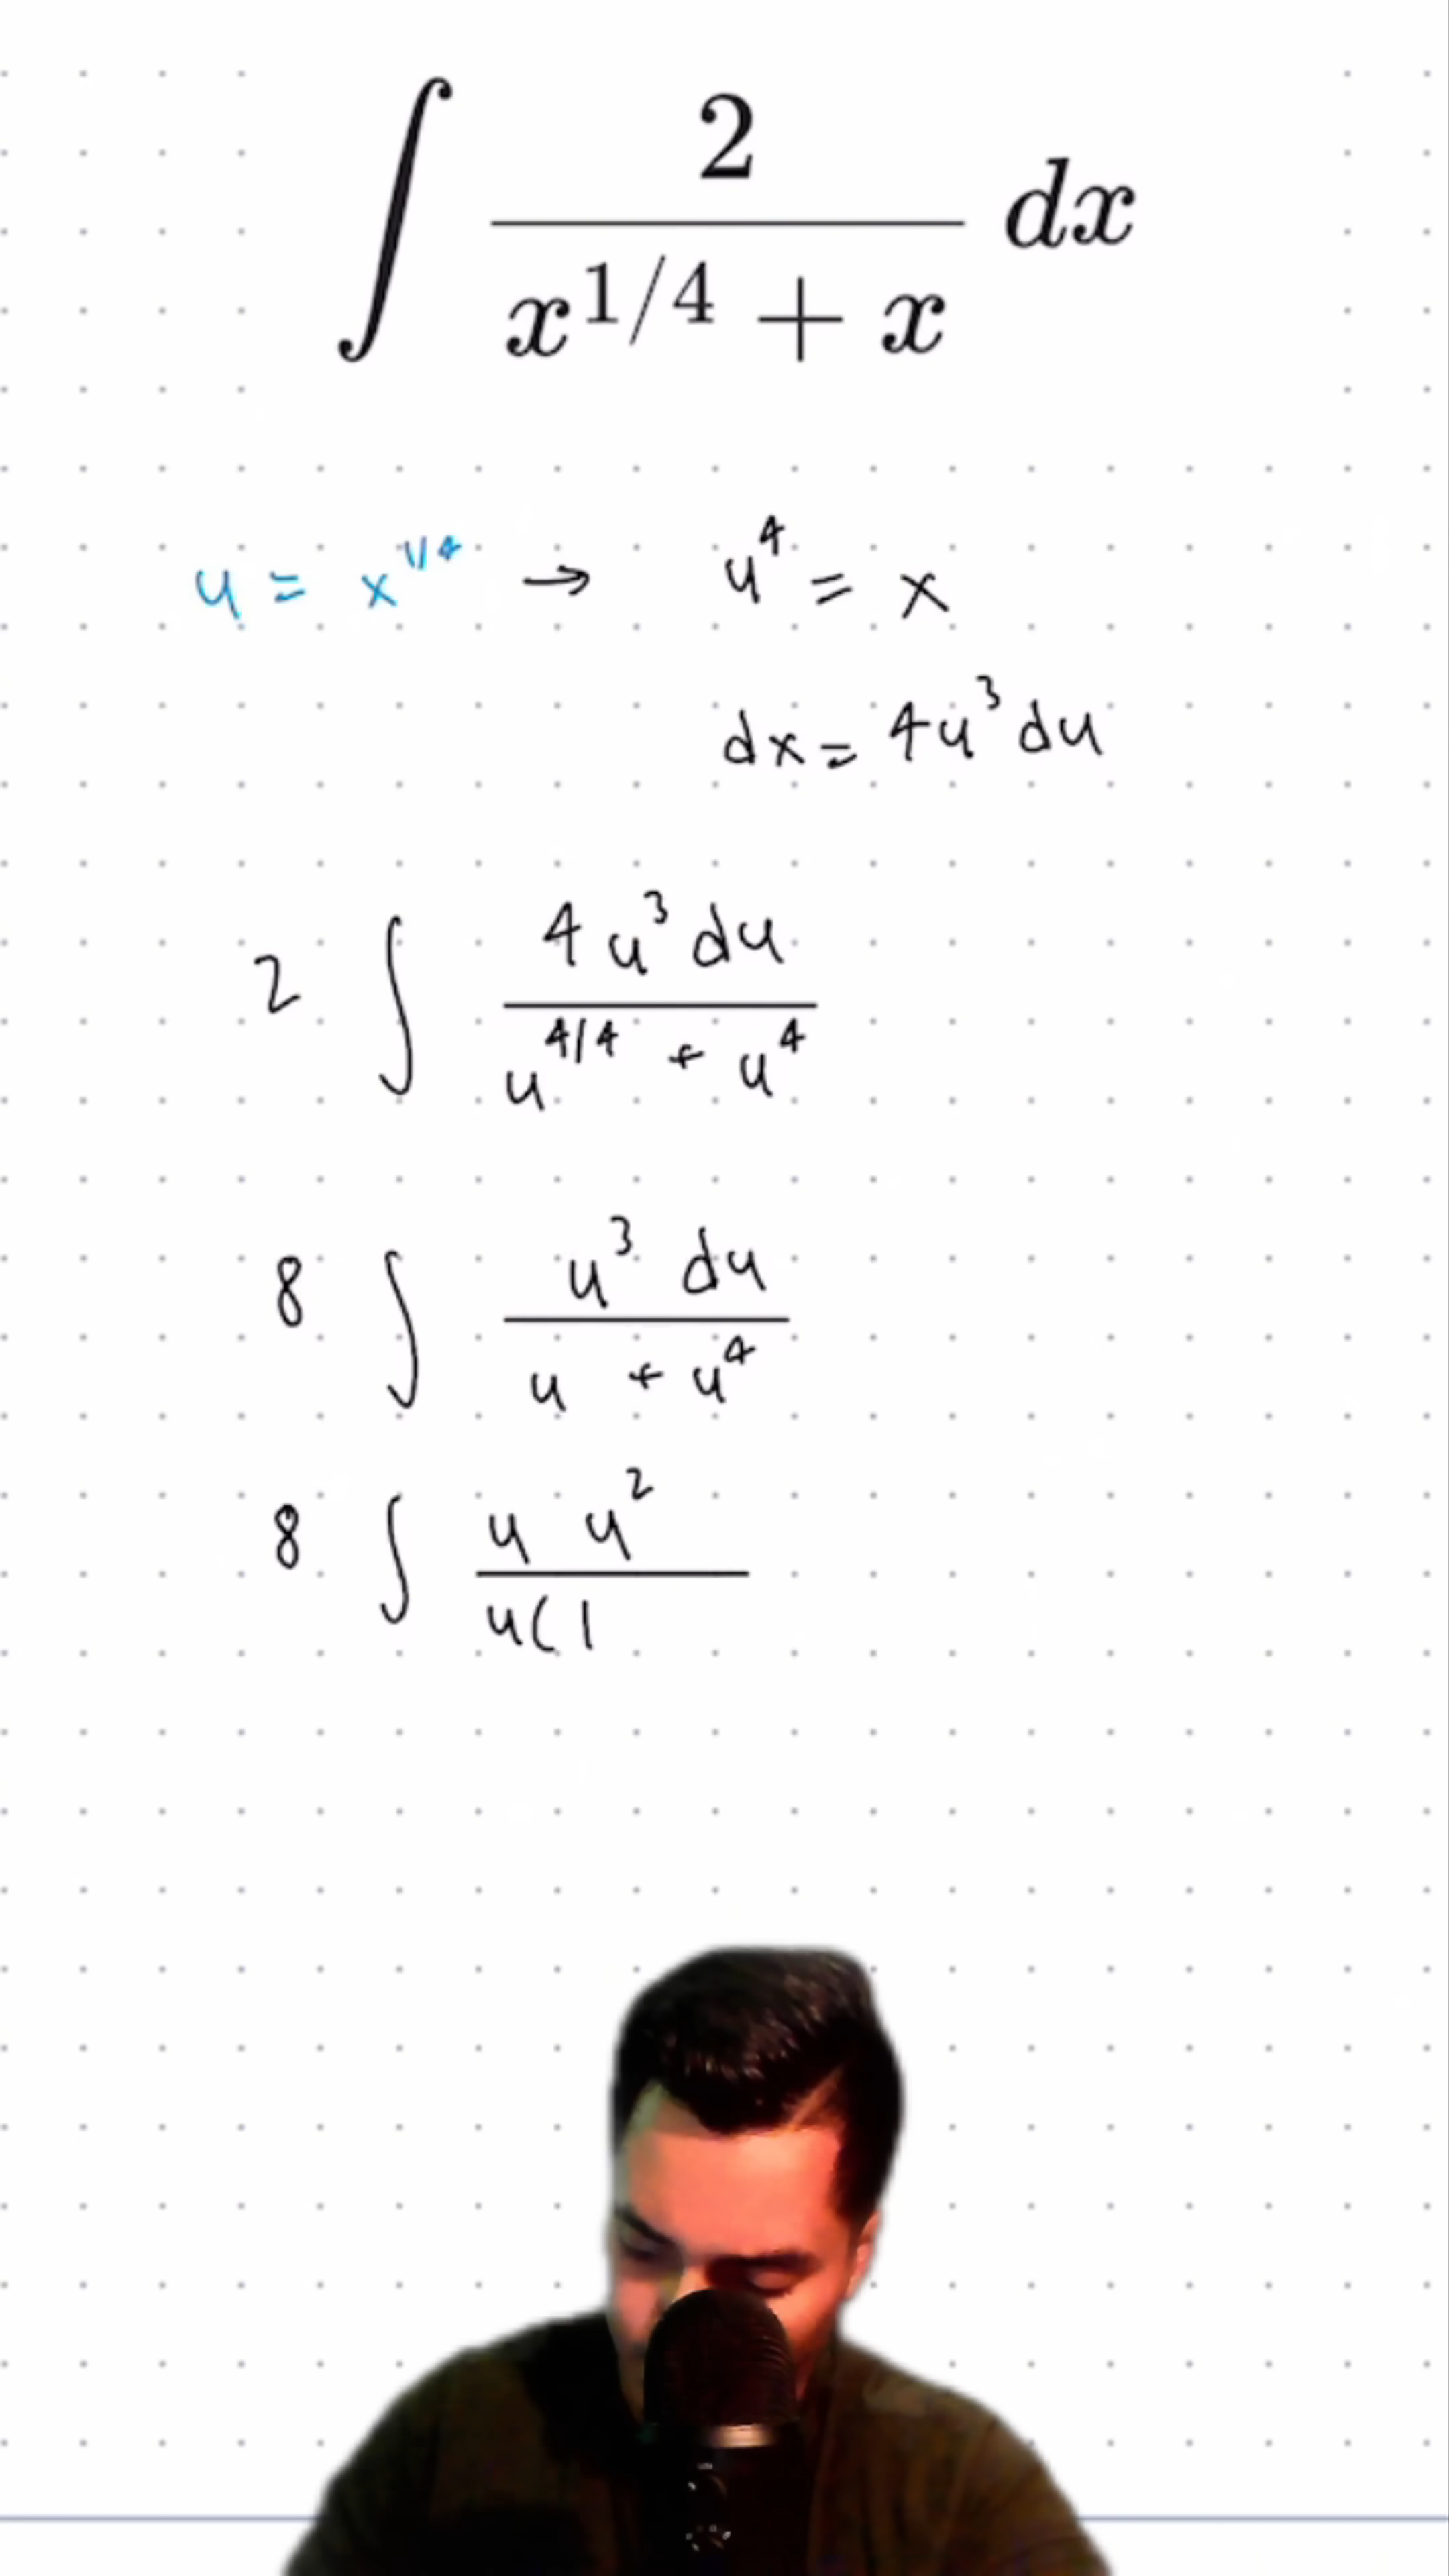 ∫ 2 / (x^{1/4} + x) dx
u = x^{1/4} → u^4 = x
dx = 4u^3 du
2 ∫ 4u^3 du / (u^{4/4} + u^4)
8 ∫ u^3 du / (u + u^4)
8 ∫ u u^2 / u(1